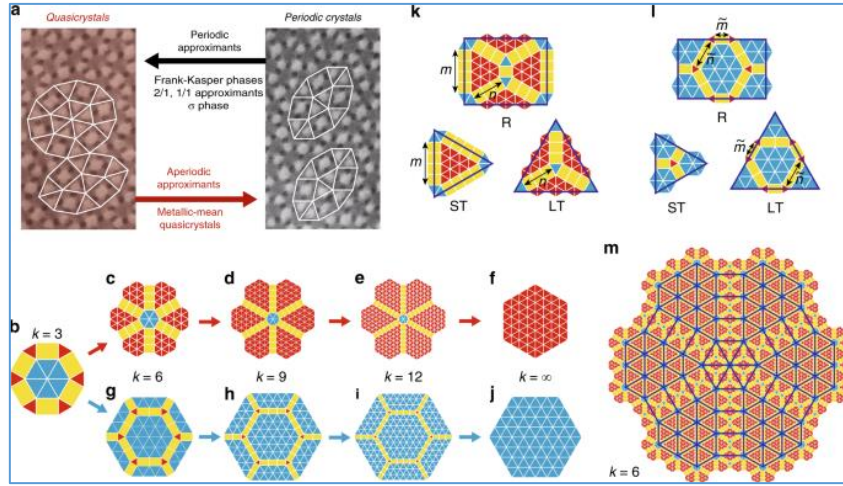 a
Quasicrystals
Periodic crystals
Periodic
approximants
Frank-Kasper phases
2/1, 1/1 approximants
σ phase
Aperiodic
approximants
Metallic-mean
quasicrystals
k
m
n
R
m
ST
n
LT
l
m̃
ñ
R
ST
m̃
ñ
LT
b
k = 3
c
d
e
f
k = 6
k = 9
k = 12
k = ∞
g
h
i
j
m
k = 6